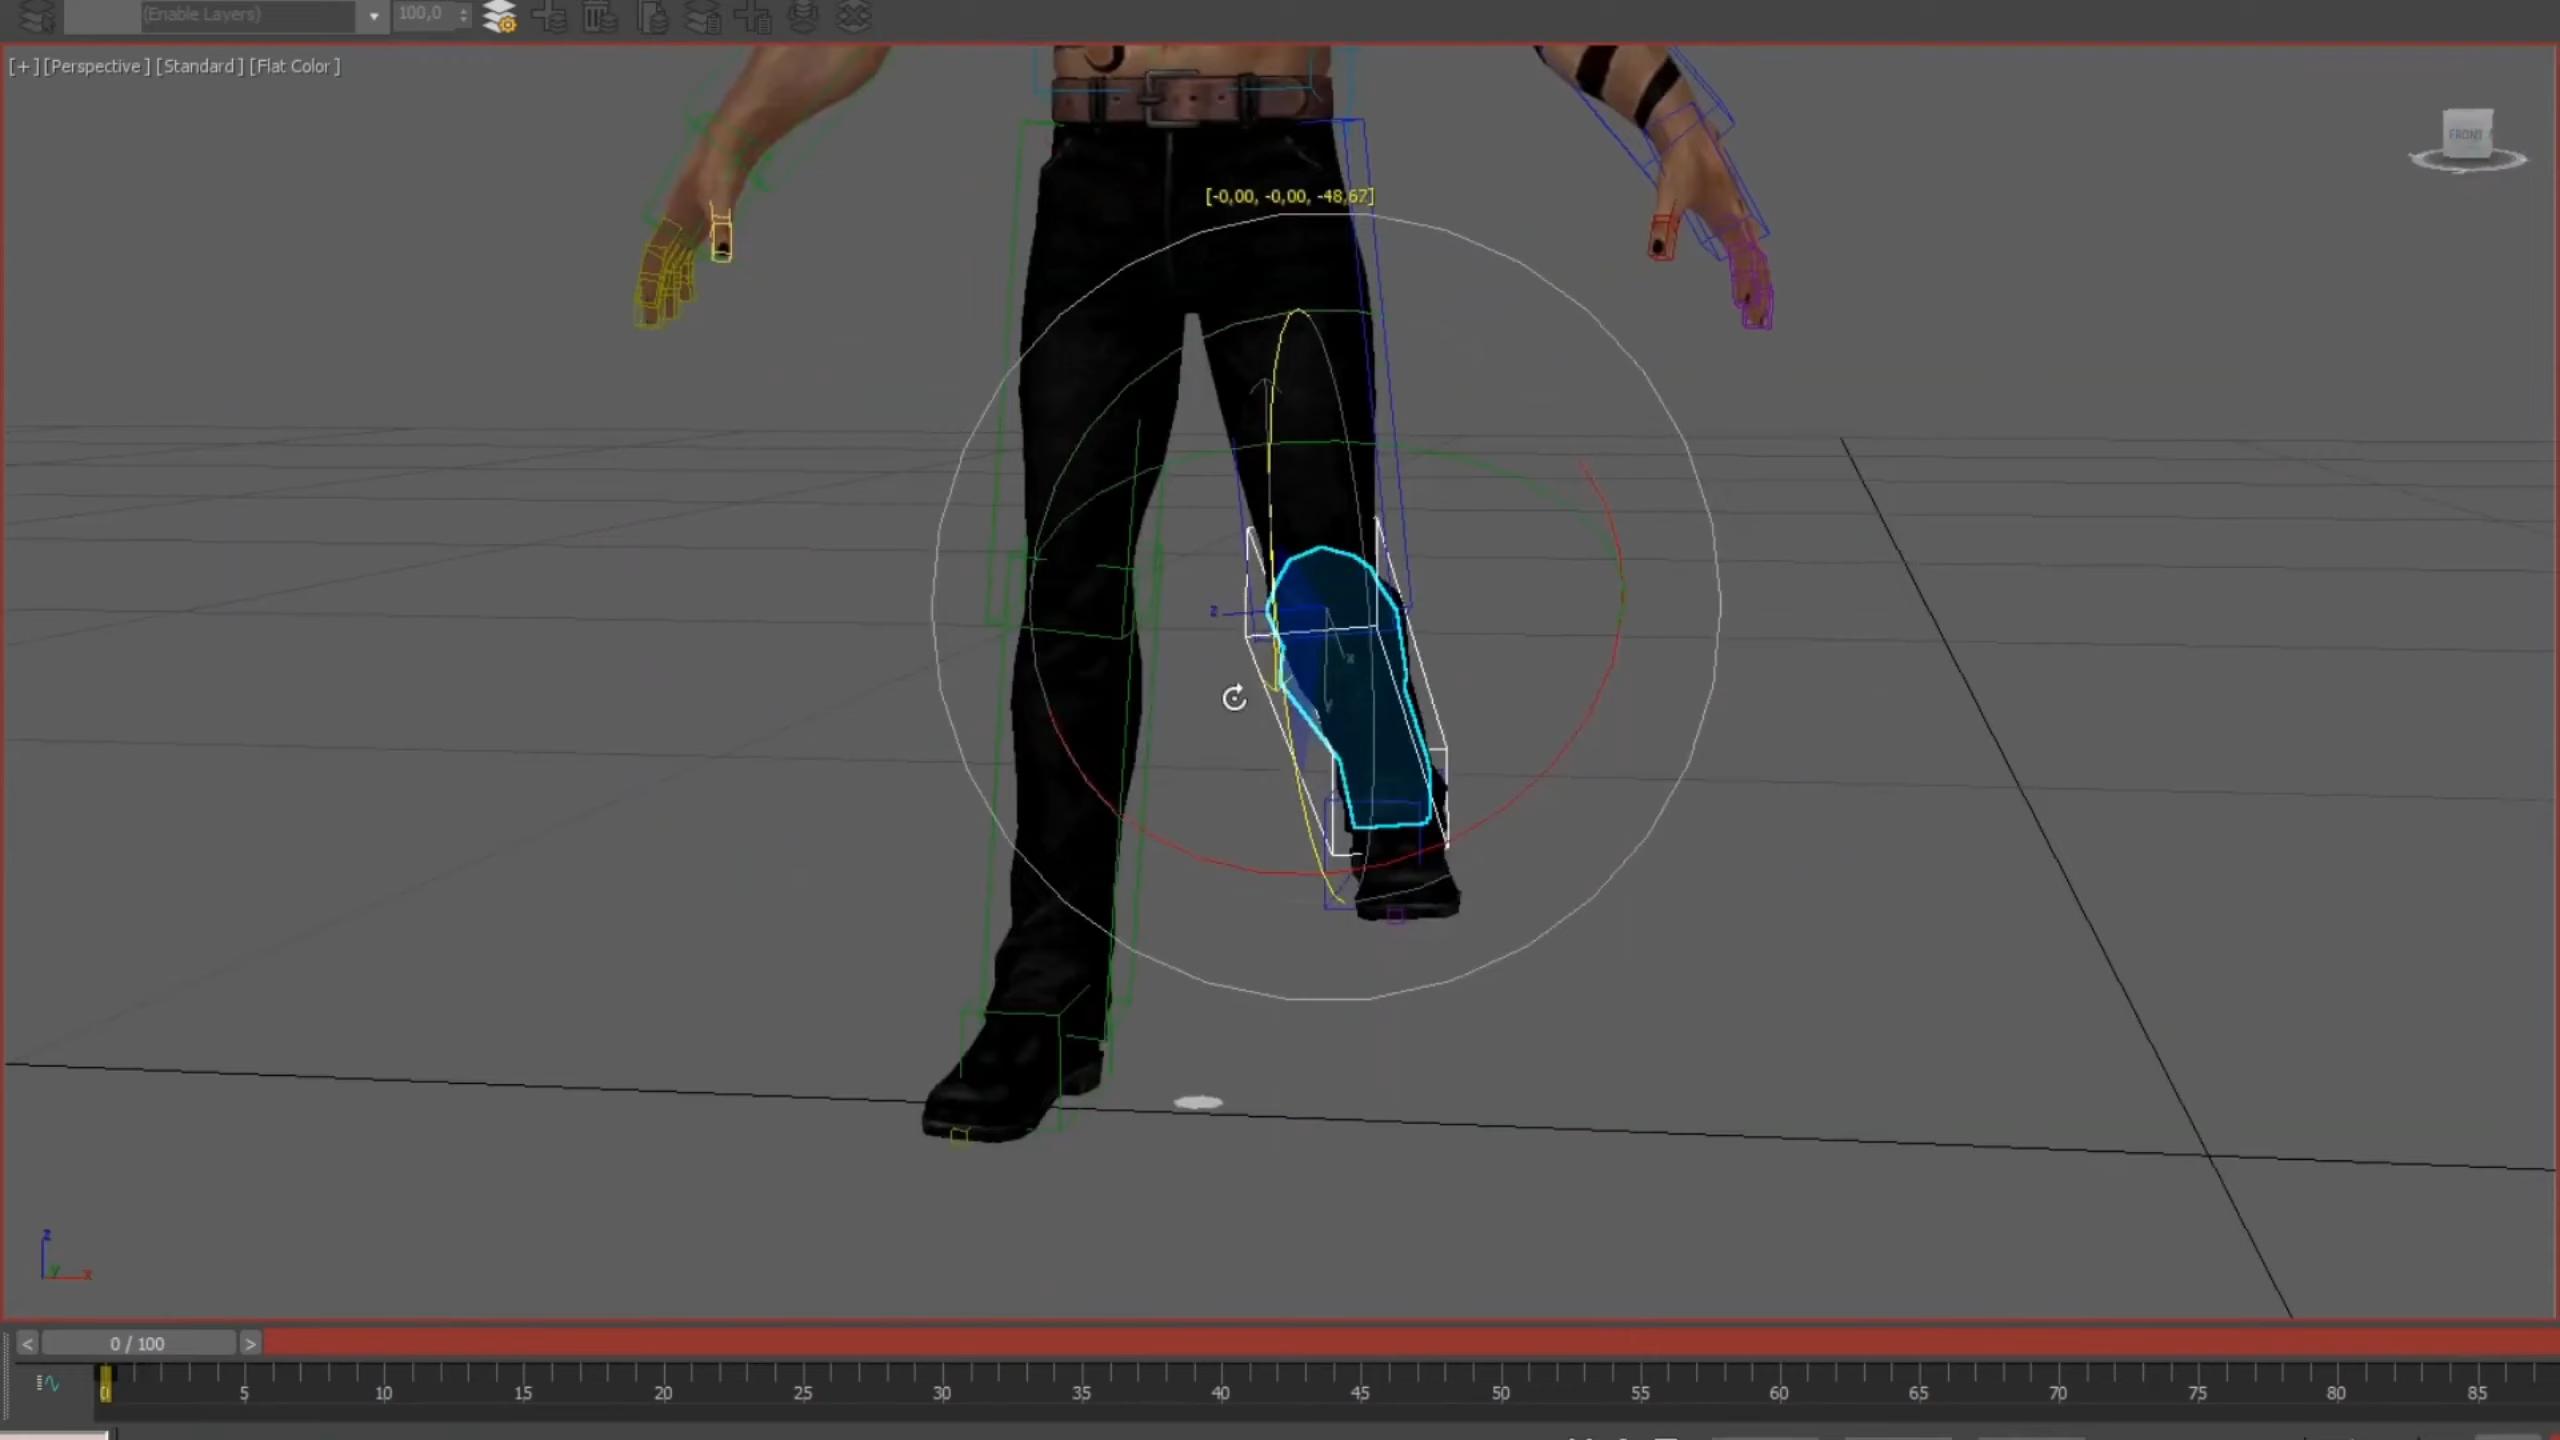 (Enable Layers)
100,0
[+] [Perspective ] [Standard ] [Flat Color ]
FRONT
[-0,00, -0,00, -48,67]
z
x
z
y
x
<
0 / 100
>
0
5
10
15
20
25
30
35
40
45
50
55
60
65
70
75
80
85